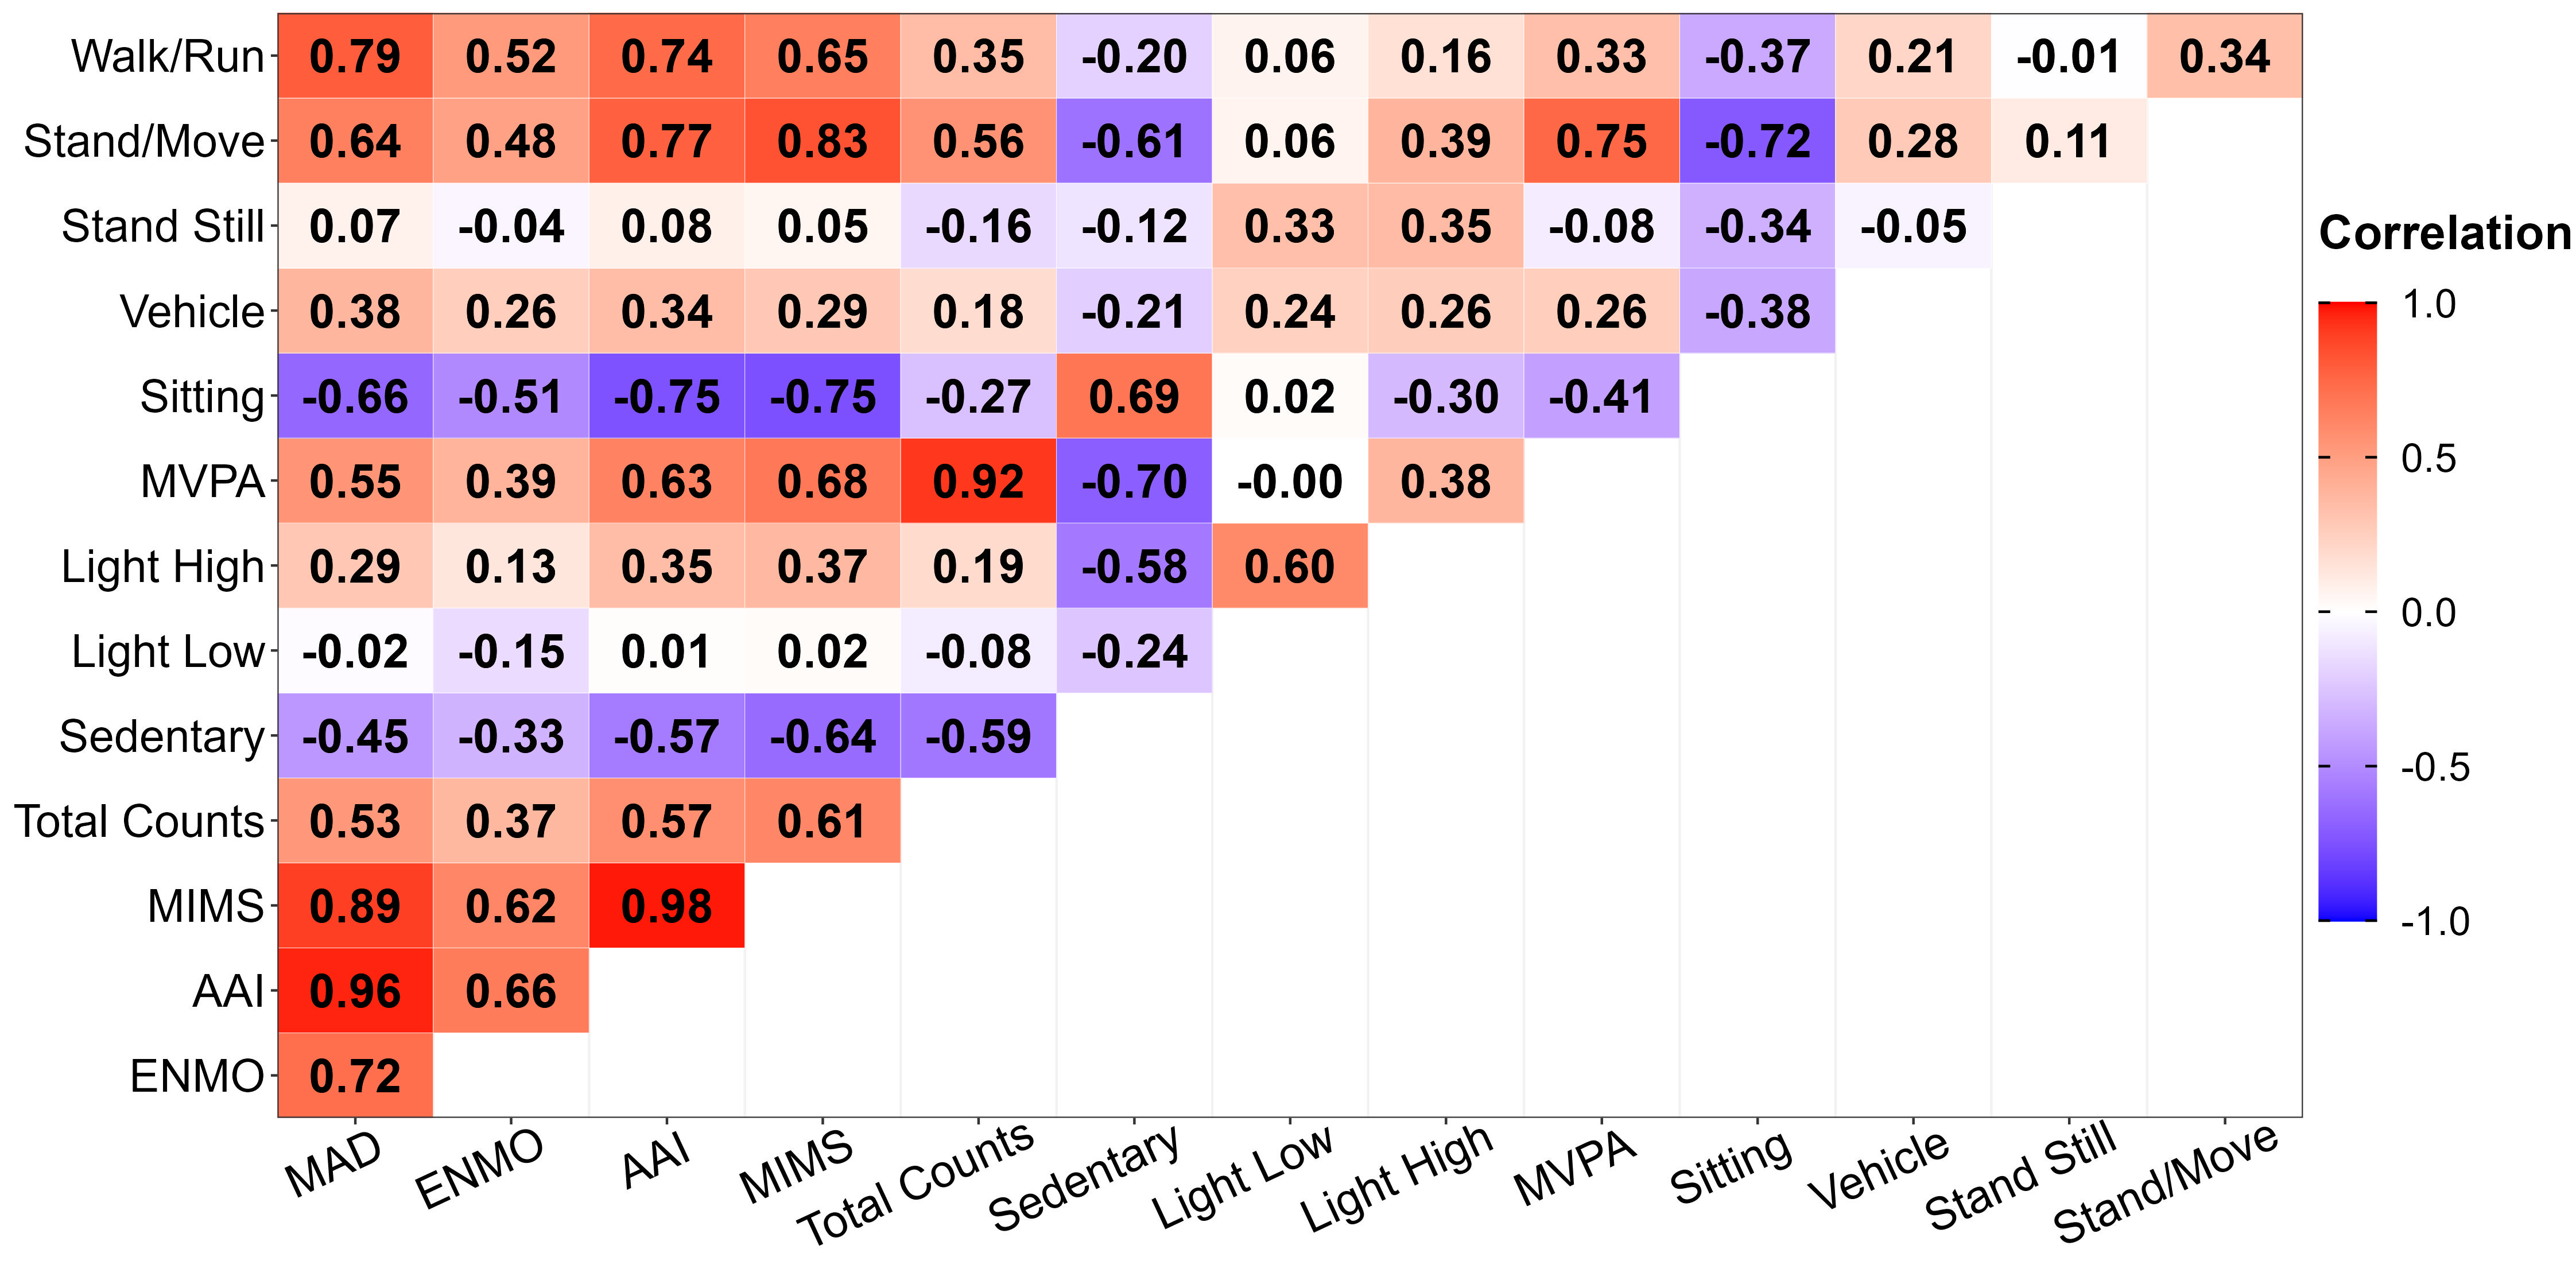 Walk/Run 0.79 0.52 0.74 0.65 0.35 -0.20 0.06 0.16 0.33 -0.37 0.21 -0.01 0.34
Stand/Move 0.64 0.48 0.77 0.83 0.56 -0.61 0.06 0.39 0.75 -0.72 0.28 0.11
Stand Still 0.07 -0.04 0.08 0.05 -0.16 -0.12 0.33 0.35 -0.08 -0.34 -0.05
Vehicle 0.38 0.26 0.34 0.29 0.18 -0.21 0.24 0.26 0.26 -0.38
Sitting -0.66 -0.51 -0.75 -0.75 -0.27 0.69 0.02 -0.30 -0.41
MVPA 0.55 0.39 0.63 0.68 0.92 -0.70 -0.00 0.38
Light High 0.29 0.13 0.35 0.37 0.19 -0.58 0.60
Light Low -0.02 -0.15 0.01 0.02 -0.08 -0.24
Sedentary -0.45 -0.33 -0.57 -0.64 -0.59
Total Counts 0.53 0.37 0.57 0.61
MIMS 0.89 0.62 0.98
AAI 0.96 0.66
ENMO 0.72
MAD ENMO AAI MIMS Total Counts Sedentary Light Low Light High MVPA Sitting Vehicle Stand Still Stand/Move
Correlation
1.0
0.5
0.0
-0.5
-1.0